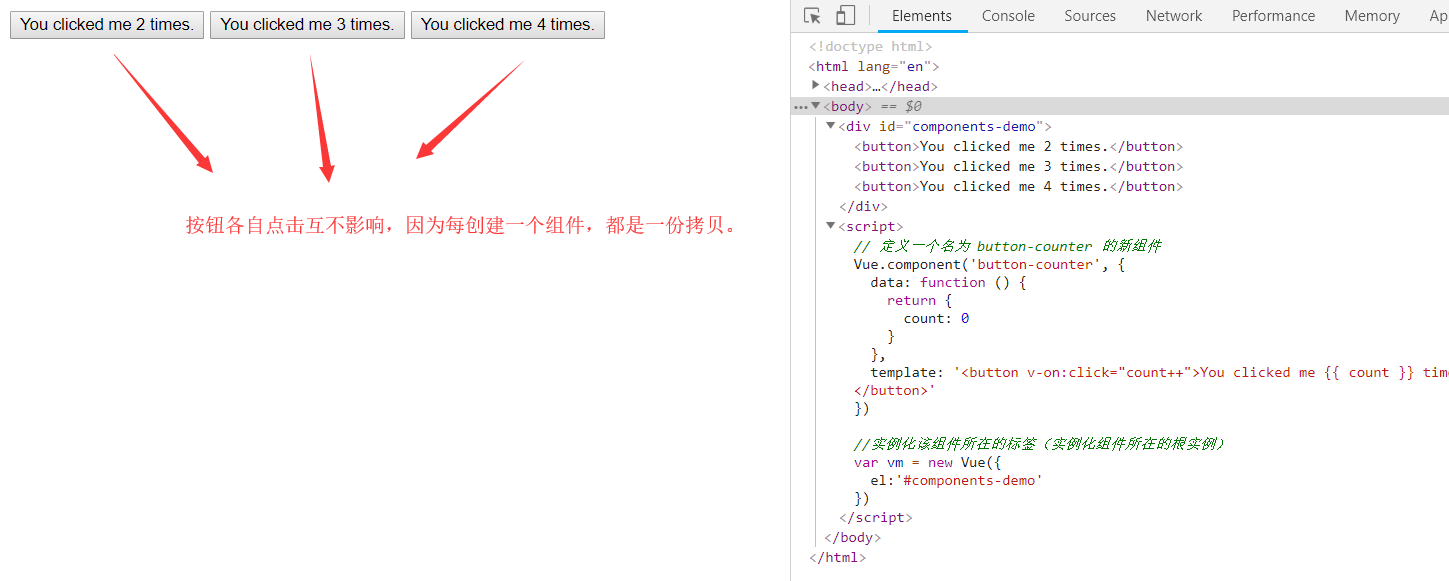 You clicked me 2 times. You clicked me 3 times. You clicked me 4 times.
按钮各自点击互不影响，因为每创建一个组件，都是一份拷贝。
Elements Console Sources Network Performance Memory Ap
<!doctype html>
<html lang="en">
<head>…</head>
<body> == $0
<div id="components-demo">
<button>You clicked me 2 times.</button>
<button>You clicked me 3 times.</button>
<button>You clicked me 4 times.</button>
</div>
<script>
// 定义一个名为 button-counter 的新组件
Vue.component('button-counter', {
data: function () {
return {
count: 0
}
},
template: '<button v-on:click="count++">You clicked me {{ count }} tim
</button>'
})
//实例化该组件所在的标签（实例化组件所在的根实例）
var vm = new Vue({
el:'#components-demo'
})
</script>
</body>
</html>